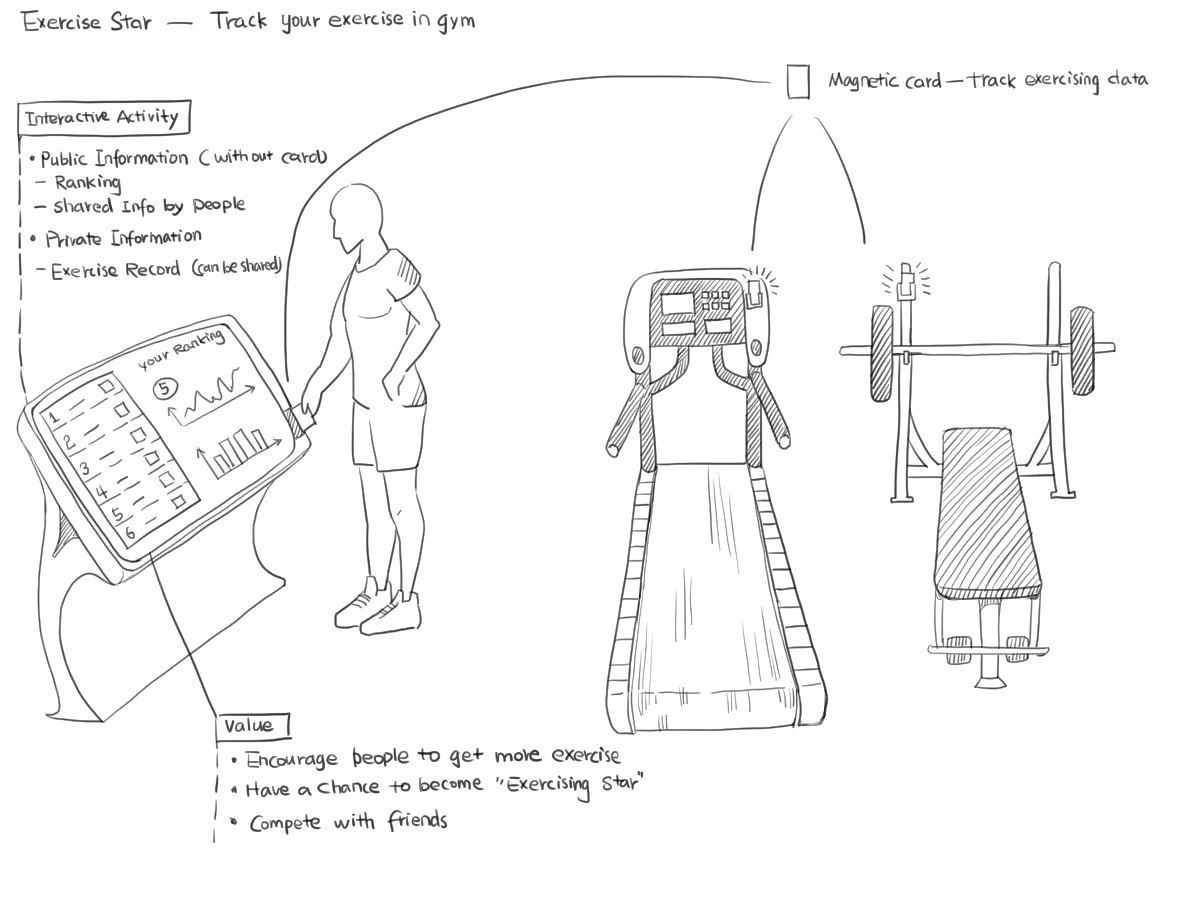 Exercise Star — Track your exercise in gym
Magnetic card — track exercising data
Interactive Activity
• Public Information (without card)
- Ranking
- Shared Info by people
• Private Information
- Exercise Record (can be shared)
your Ranking
5
1
2
3
4
5
6
Value
• Encourage people to get more exercise
• Have a chance to become "Exercising Star"
• Compete with friends